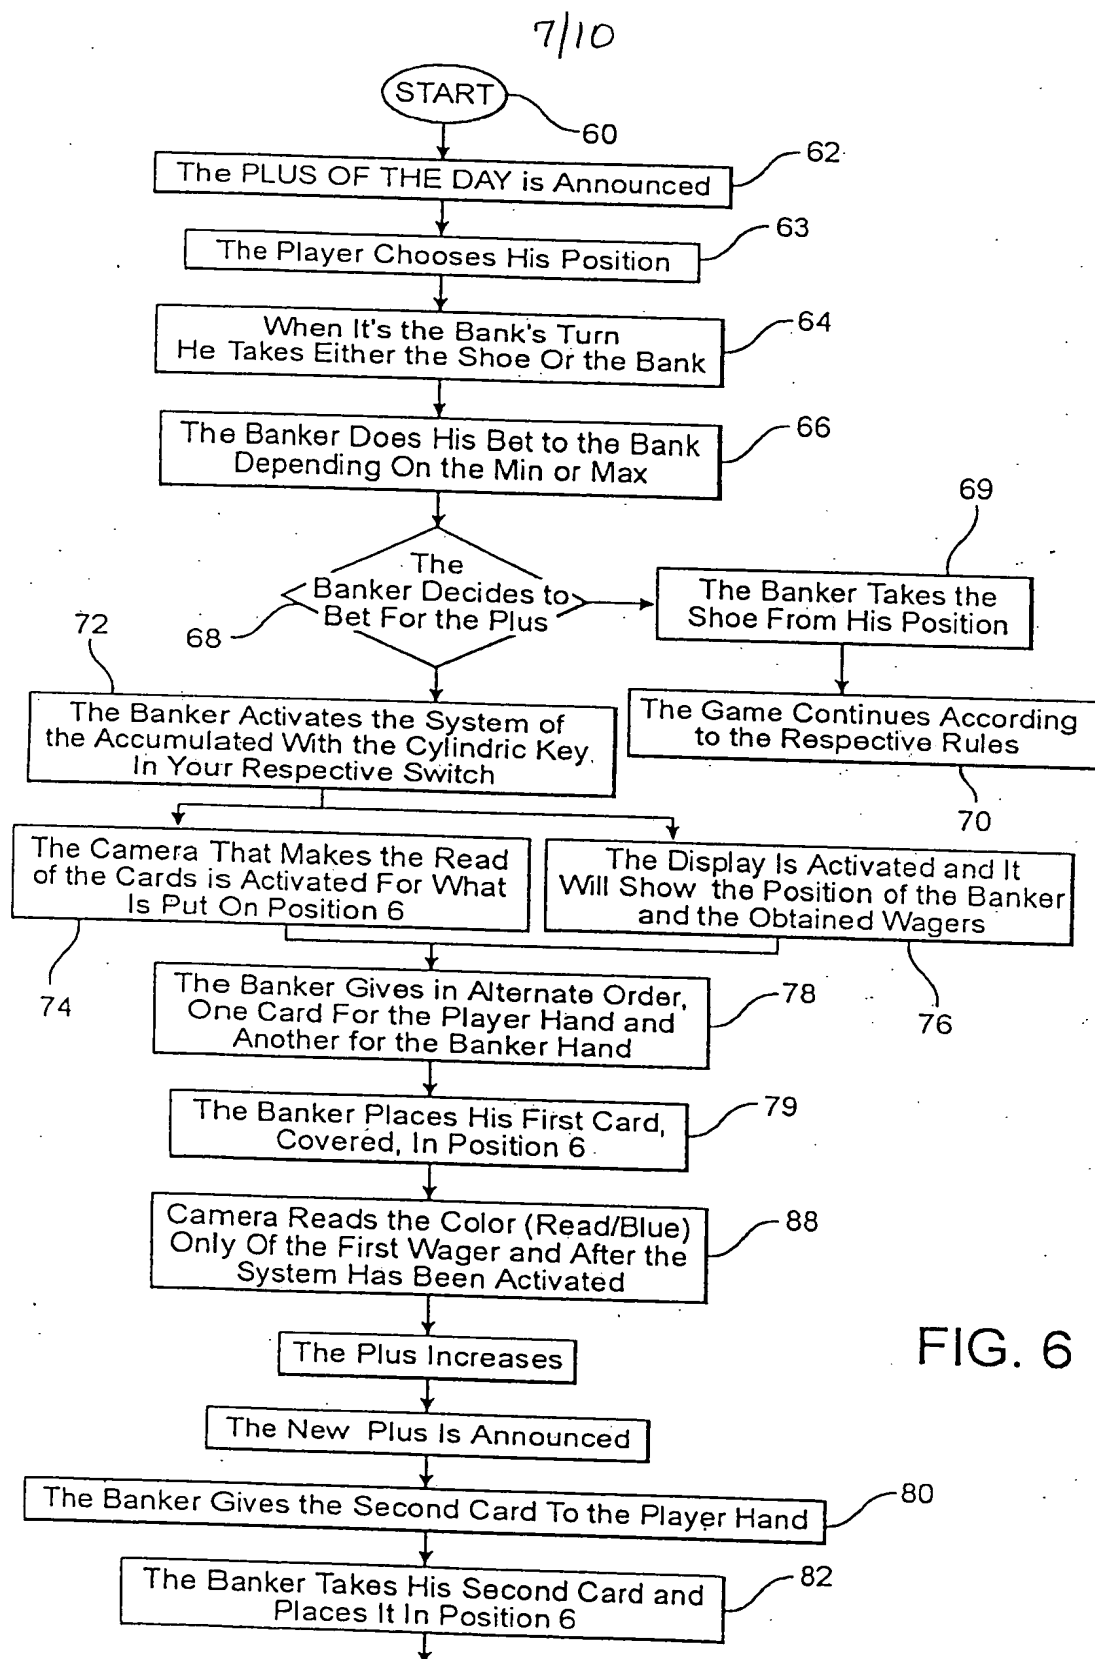 7/10
START
60
The PLUS OF THE DAY is Announced
62
The Player Chooses His Position
63
When It's the Bank's Turn
He Takes Either the Shoe Or the Bank
64
The Banker Does His Bet to the Bank
Depending On the Min or Max
66
The
Banker Decides to
Bet For the Plus
68
69
The Banker Takes the
Shoe From His Position
72
The Banker Activates the System of
the Accumulated With the Cylindric Key
In Your Respective Switch
The Game Continues According
to the Respective Rules
70
The Camera That Makes the Read
of the Cards is Activated For What
Is Put On Position 6
74
The Display Is Activated and It
Will Show the Position of the Banker
and the Obtained Wagers
76
The Banker Gives in Alternate Order,
One Card For the Player Hand and
Another for the Banker Hand
78
The Banker Places His First Card,
Covered, In Position 6
79
Camera Reads the Color (Read/Blue)
Only Of the First Wager and After the
System Has Been Activated
88
The Plus Increases
FIG. 6
The New Plus Is Announced
The Banker Gives the Second Card To the Player Hand
80
The Banker Takes His Second Card and
Places It In Position 6
82